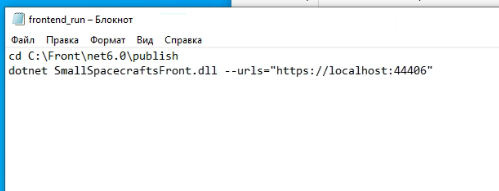 frontend_run – Блокнот
Файл Правка Формат Вид Справка
cd C:\Front\net6.0\publish
dotnet SmallSpacecraftsFront.dll --urls="https://localhost:44406"